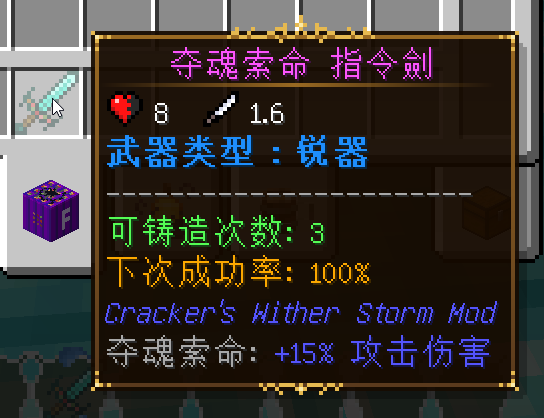 夺魂索命 指令劍
8 1.6
武器类型：锐器
可铸造次数: 3
下次成功率: 100%
Cracker's Wither Storm Mod
夺魂索命: +15% 攻击伤害
F